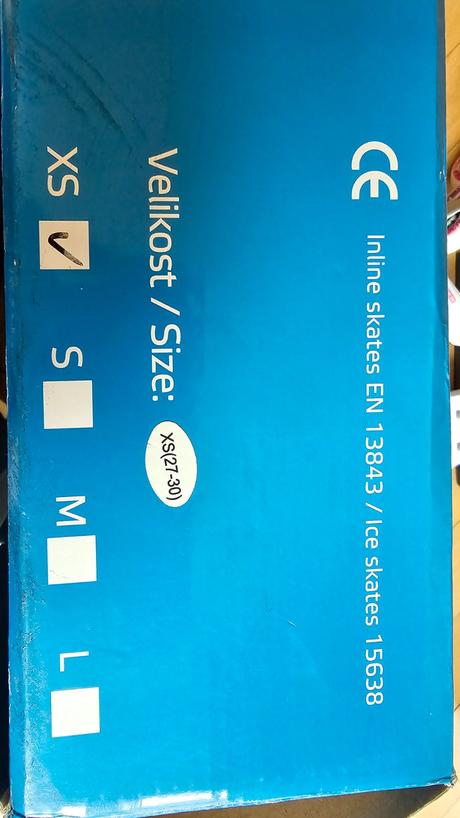 CE Inline skates EN 13843 / Ice skates 15638
Velikost / Size: XS(27-30)
XS S M L